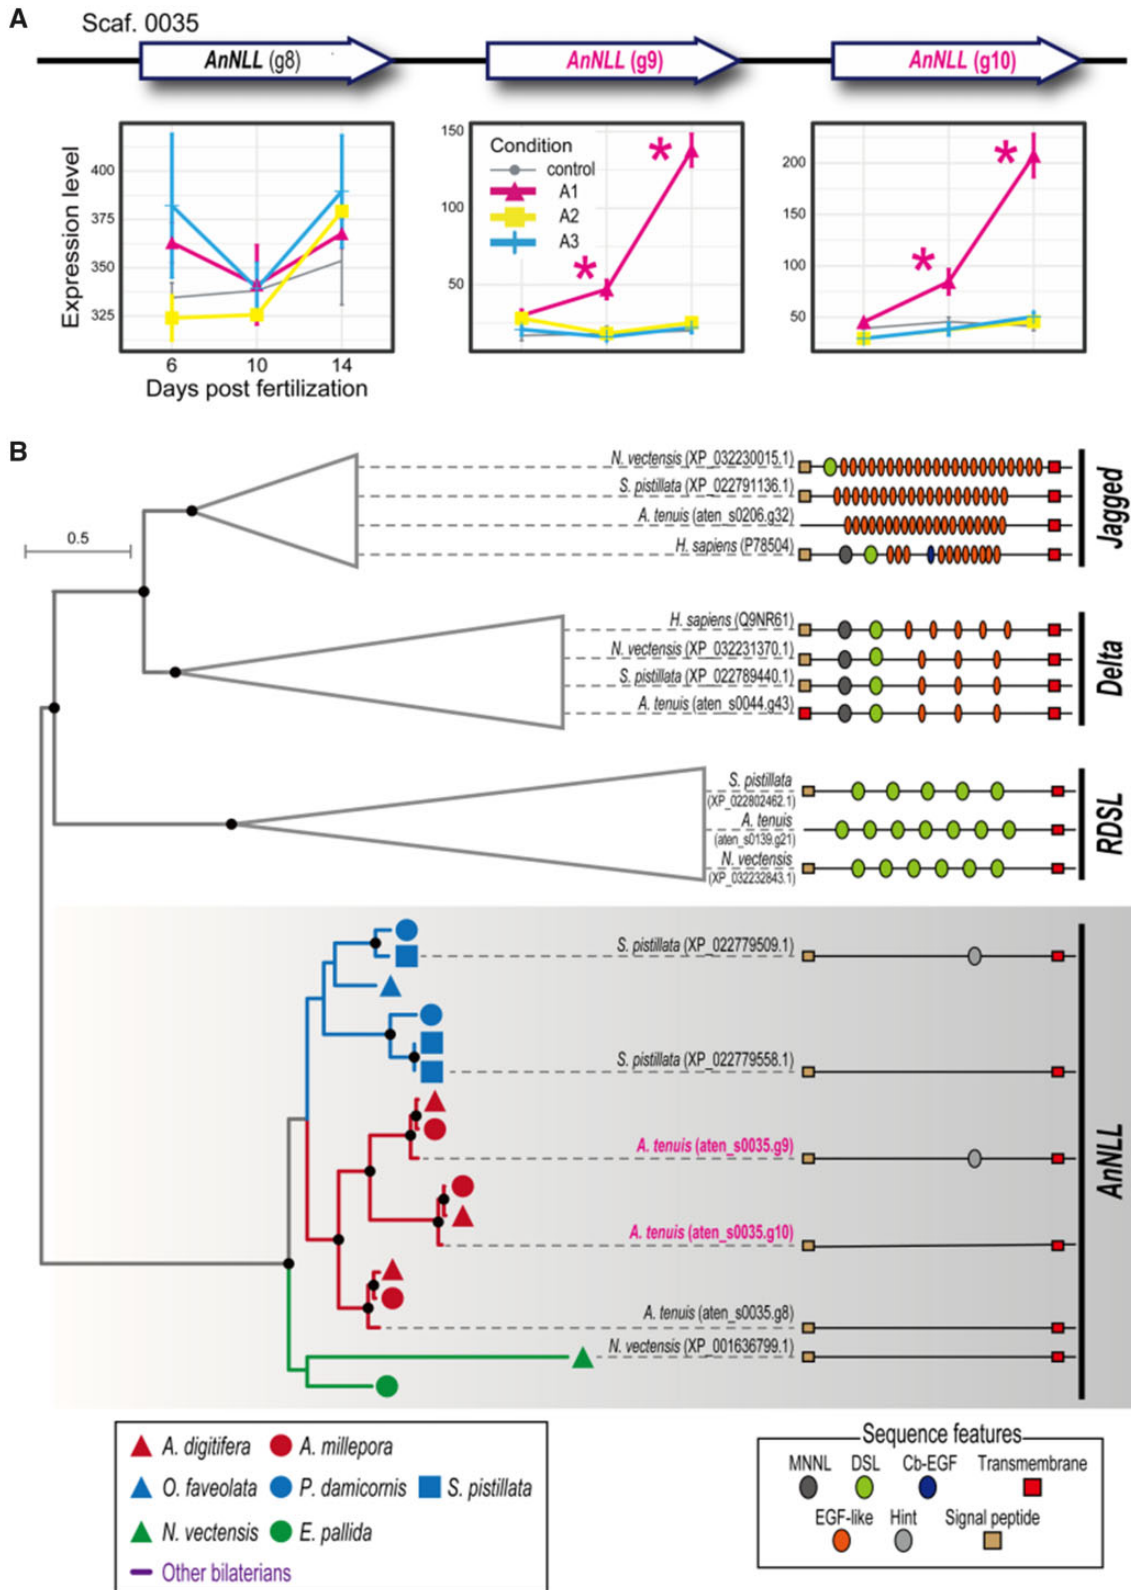 A
Scaf. 0035
AnNLL (g8)
AnNLL (g9)
AnNLL (g10)
Expression level
400
375
350
325
6 10 14
Days post fertilization
150
100
50
Condition
control
A1
A2
A3
*
*
200
150
100
50
*
*
B
0.5
N. vectensis (XP_032230015.1)
S. pistillata (XP_022791136.1)
A. tenuis (aten_s0206.g32)
H. sapiens (P78504)
Jagged
H. sapiens (Q9NR61)
N. vectensis (XP_032231370.1)
S. pistillata (XP_022789440.1)
A. tenuis (aten_s0044.g43)
Delta
S. pistillata
(XP_022802462.1)
A. tenuis
(aten_s0139.g21)
N. vectensis
(XP_032232843.1)
RDSL
S. pistillata (XP_022779509.1)
S. pistillata (XP_022779558.1)
A. tenuis (aten_s0035.g9)
A. tenuis (aten_s0035.g10)
A. tenuis (aten_s0035.g8)
N. vectensis (XP_001636799.1)
AnNLL
A. digitifera A. millepora
O. faveolata P. damicornis S. pistillata
N. vectensis E. pallida
Other bilaterians
Sequence features
MNNL DSL Cb-EGF Transmembrane
EGF-like Hint Signal peptide